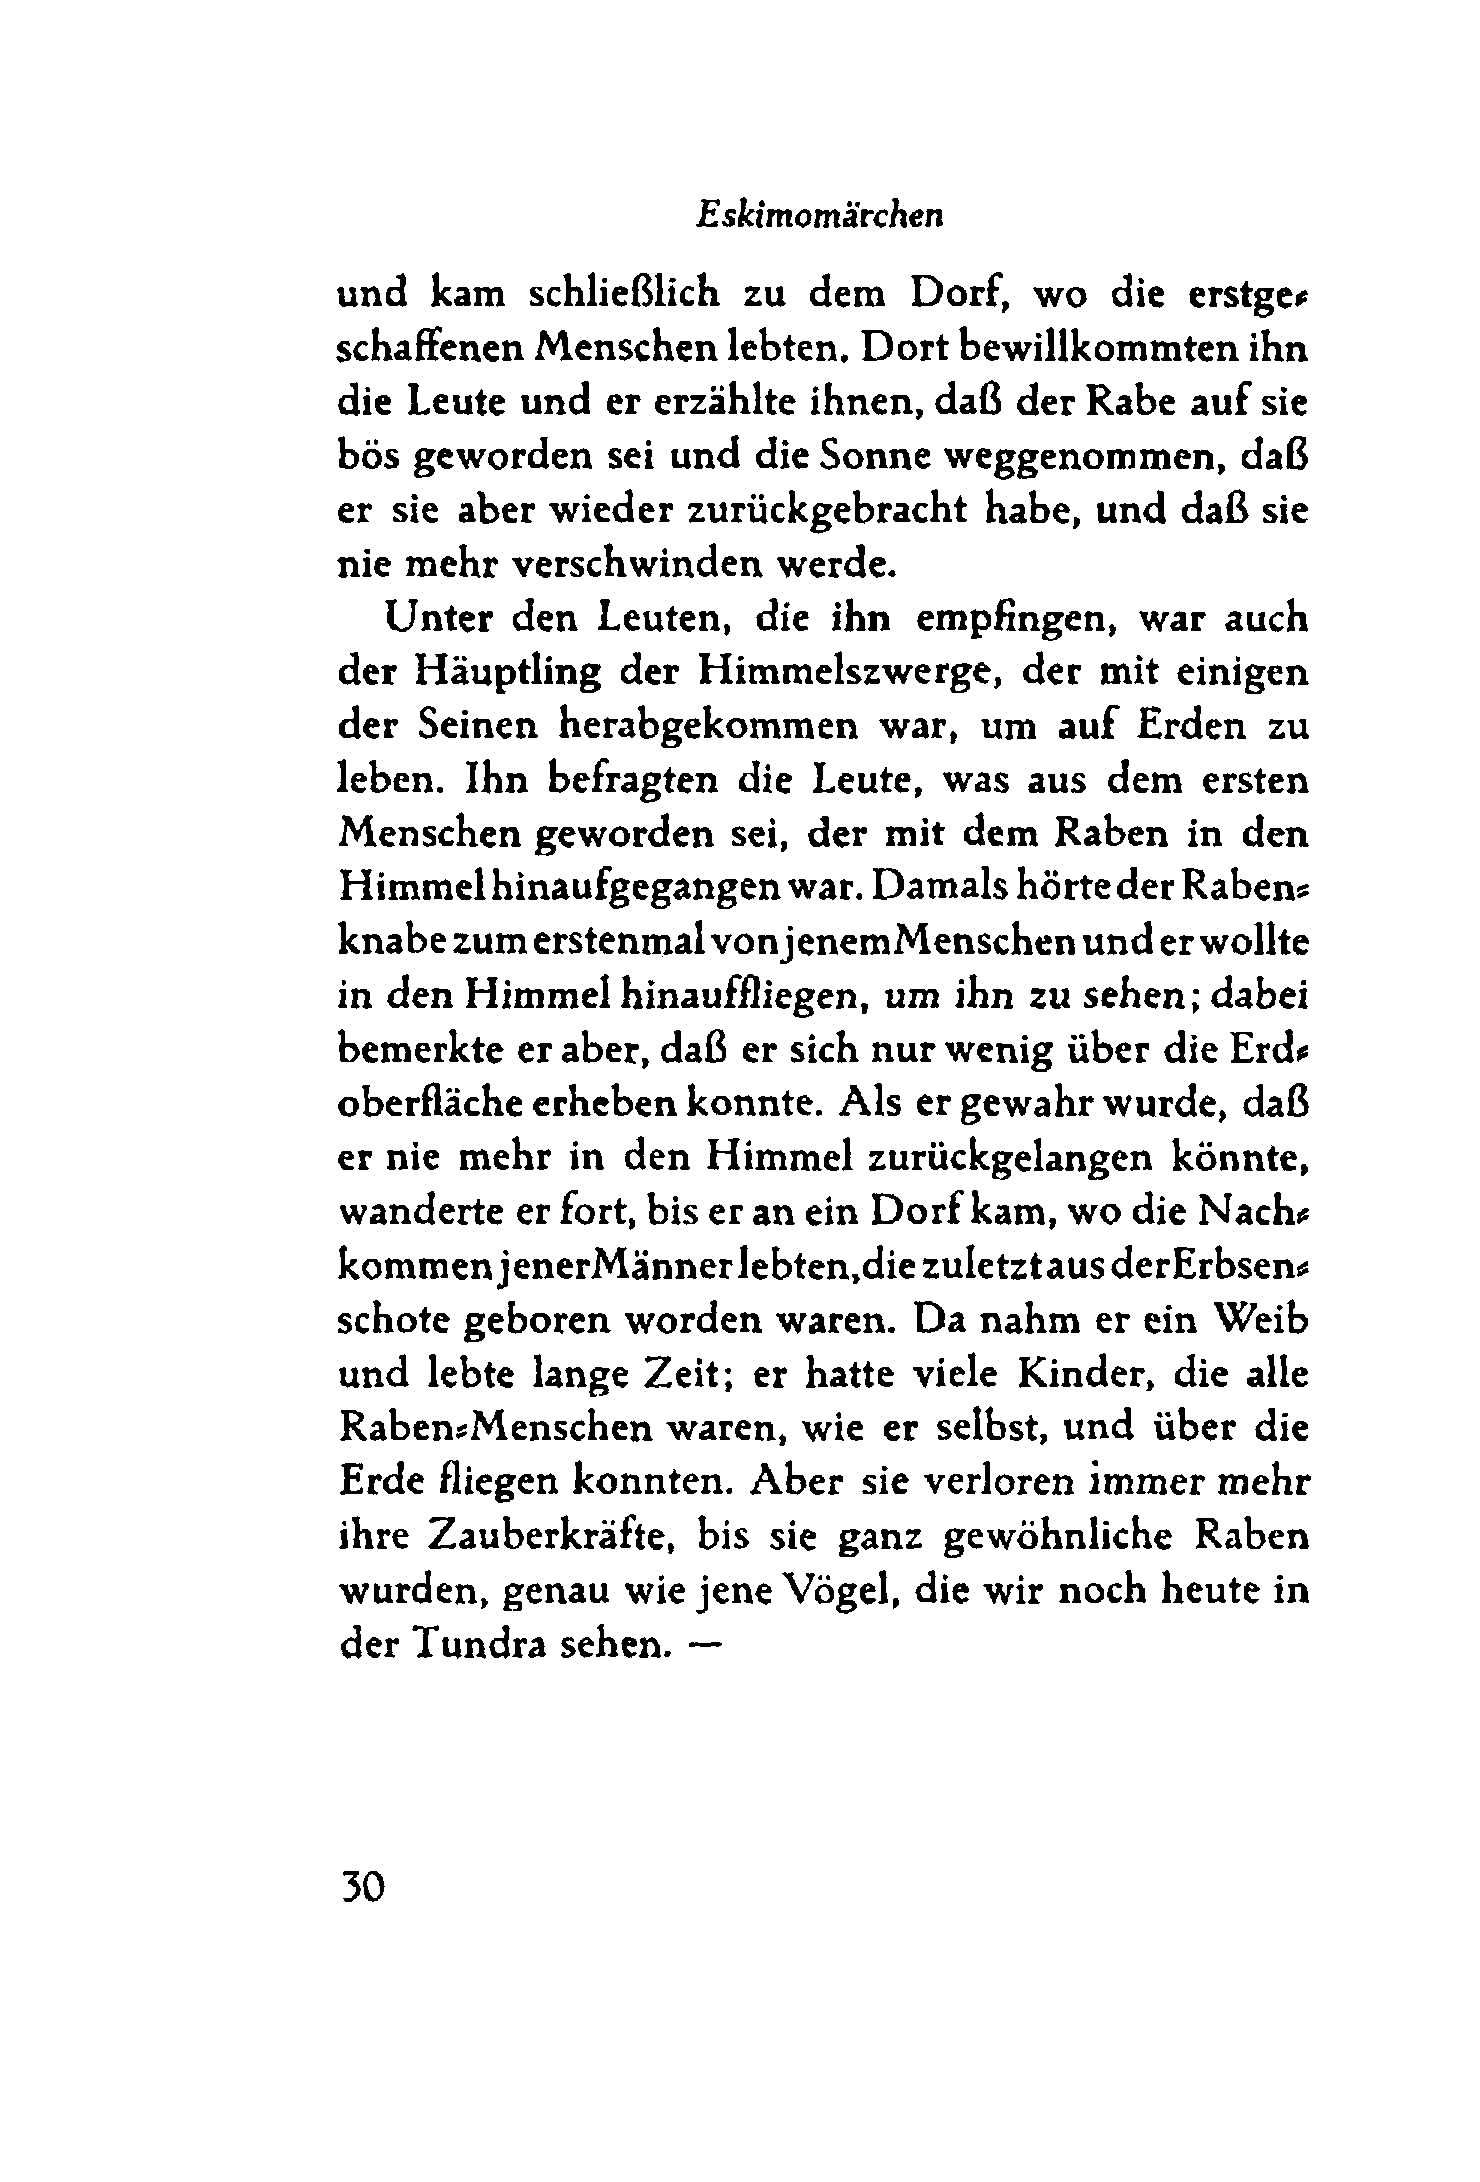 Eskimomärchen
und kam schließlich zu dem Dorf, wo die erstge⸗
schaffenen Menschen lebten. Dort bewillkommten ihn
die Leute und er erzählte ihnen, daß der Rabe auf sie
bös geworden sei und die Sonne weggenommen, daß
er sie aber wieder zurückgebracht habe, und daß sie
nie mehr verschwinden werde.
Unter den Leuten, die ihn empfingen, war auch
der Häuptling der Himmelszwerge, der mit einigen
der Seinen herabgekommen war, um auf Erden zu
leben. Ihn befragten die Leute, was aus dem ersten
Menschen geworden sei, der mit dem Raben in den
Himmel hinaufgegangen war. Damals hörte der Raben⸗
knabe zum erstenmal von jenem Menschen und er wollte
in den Himmel hinauffliegen, um ihn zu sehen; dabei
bemerkte er aber, daß er sich nur wenig über die Erd⸗
oberfläche erheben konnte. Als er gewahr wurde, daß
er nie mehr in den Himmel zurückgelangen könnte,
wanderte er fort, bis er an ein Dorf kam, wo die Nach⸗
kommen jener Männer lebten, die zuletzt aus der Erbsen⸗
schote geboren worden waren. Da nahm er ein Weib
und lebte lange Zeit; er hatte viele Kinder, die alle
Raben⸗Menschen waren, wie er selbst, und über die
Erde fliegen konnten. Aber sie verloren immer mehr
ihre Zauberkräfte, bis sie ganz gewöhnliche Raben
wurden, genau wie jene Vögel, die wir noch heute in
der Tundra sehen. —
30